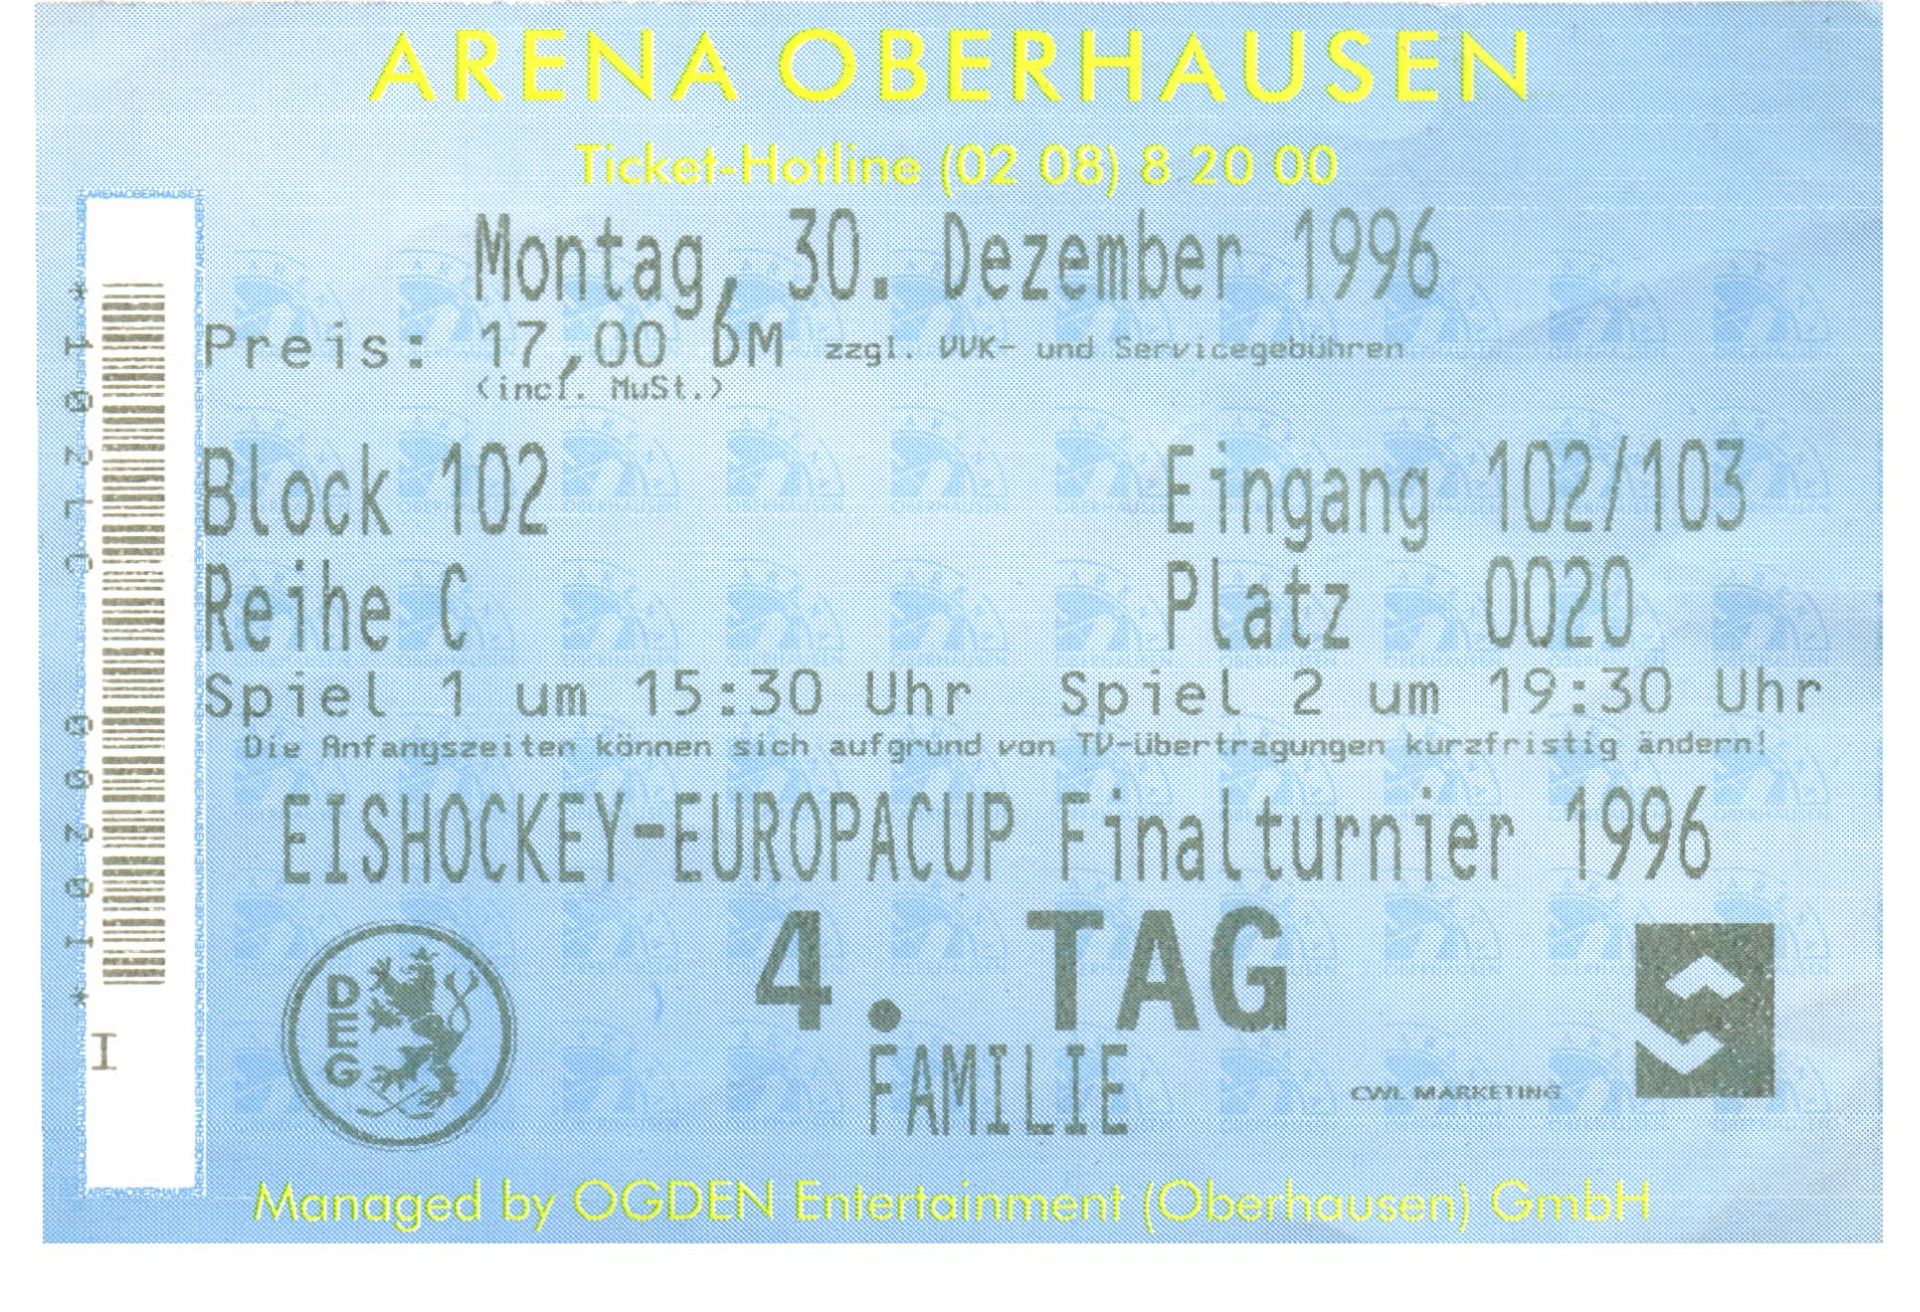 ARENA OBERHAUSEN
Ticket-Hotline (02 08) 8 20 00
Montag, 30. Dezember 1996
Preis: 17,00 DM zzgl. VVK- und Servicegebühren
(incl. MwSt.)
Block 102 Eingang 102/103
Reihe C Platz 0020
Spiel 1 um 15:30 Uhr Spiel 2 um 19:30 Uhr
Die Anfangszeiten können sich aufgrund von TV-Übertragungen kurzfristig ändern!
EISHOCKEY-EUROPACUP Finalturnier 1996
4. TAG
DEG
FAMILIE
CWL MARKETING
I
Managed by OGDEN Entertainment (Oberhausen) GmbH